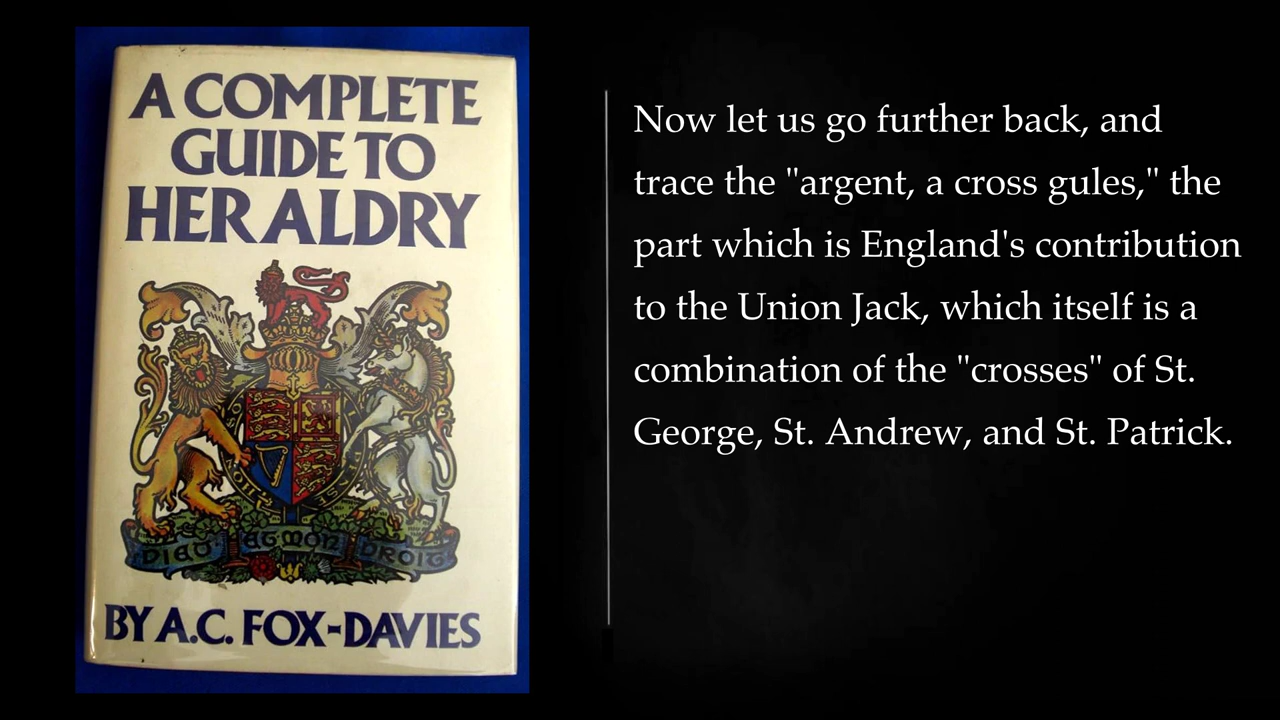 A COMPLETE
GUIDE TO
HERALDRY
DIEU ET MON DROIT
BY A.C. FOX-DAVIES
Now let us go further back, and
trace the "argent, a cross gules," the
part which is England's contribution
to the Union Jack, which itself is a
combination of the "crosses" of St.
George, St. Andrew, and St. Patrick.